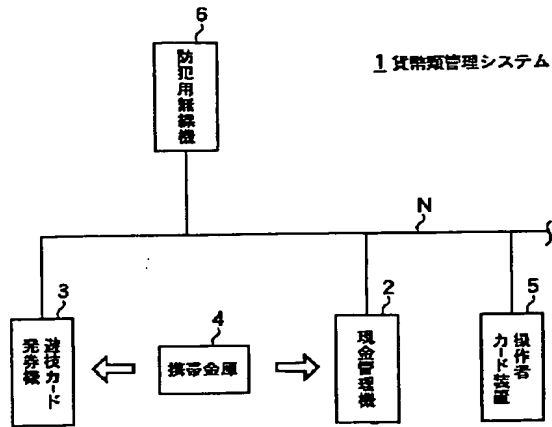 6
防犯用無線機
1 貨幣類管理システム
N
3
遊技カード
発券機
4
携帯金庫
2
現金管理機
5
操作者
カード装置